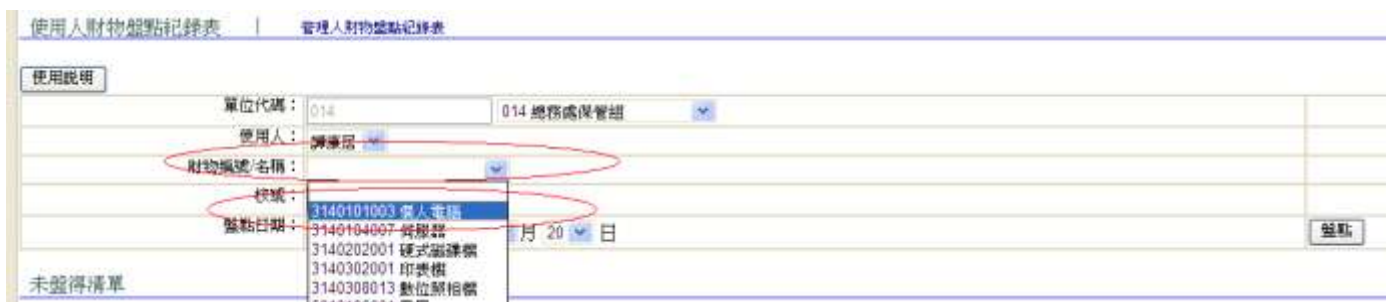 使用人財物盤點紀錄表 | 管理人財物盤點紀錄表
使用說明
單位代碼： 014 014 總務處保管組
使用人：
財物編號/名稱：
校號：
3140101003 個人電腦
盤點日期： 3140104007 伺服器 月 20 日 盤點
3140202001 硬式磁碟機
3140302001 印表機
未盤得清單 3140308013 數位照相機